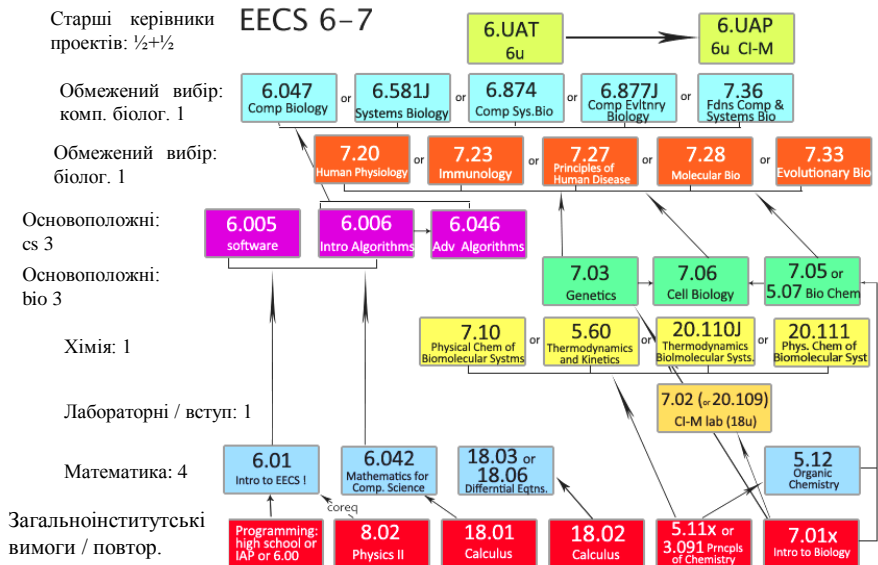 Старші керівники
проектів: ½+½
EECS 6-7
6.UAT
6u
6.UAP
6u CI-M
Обмежений вибір:
комп. біолог. 1
6.047
Comp Biology
or
6.581J
Systems Biology
or
6.874
Comp Sys.Bio
or
6.877J
Comp Evltnry
Biology
or
7.36
Fdns Comp &
Systems Bio
Обмежений вибір:
біолог. 1
7.20
Human Physiology
or
7.23
Immunology
or
7.27
Principles of
Human Disease
or
7.28
Molecular Bio
or
7.33
Evolutionary Bio
Основоположні:
cs 3
6.005
software
6.006
Intro Algorithms
6.046
Adv Algorithms
Основоположні:
bio 3
7.03
Genetics
7.06
Cell Biology
7.05 or
5.07 Bio Chem
Хімія: 1
7.10
Physical Chem of
Biomolecular Systms
or
5.60
Thermodynamics
and Kinetics
or
20.110J
Thermodynamics
Biolmolecular Systs.
or
20.111
Phys. Chem of
Biomolecular Syst
Лабораторні / вступ: 1
7.02 (or 20.109)
CI-M lab (18u)
Математика: 4
6.01
Intro to EECS !
6.042
Mathematics for
Comp. Science
18.03 or
18.06
Differntial Eqtns.
5.12
Organic
Chemistry
coreq
Загальноінститутські
вимоги / повтор.
Programming:
high school or
IAP or 6.00
8.02
Physics II
18.01
Calculus
18.02
Calculus
5.11x or
3.091 Prncpls
of Chemistry
7.01x
Intro to Biology